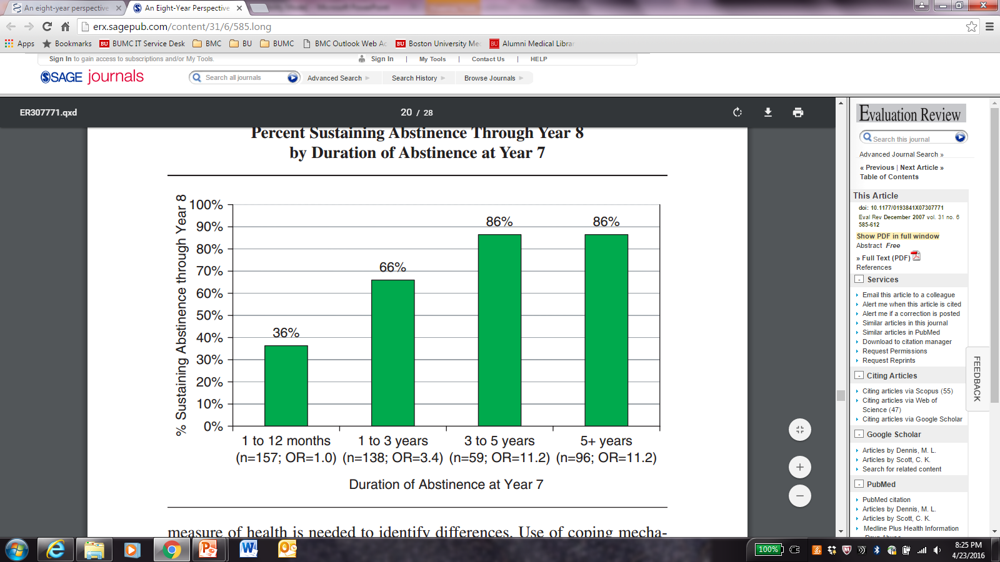 An eight-year perspective
An Eight-Year Perspective
erx.sagepub.com/content/31/6/585.long
Apps Bookmarks BUMC IT Service Desk BMC BU BUMC BMC Outlook Web Ac Boston University Me Alumni Medical Librar
Sign In to gain access to subscriptions and/or My Tools.
Sign In | My Tools | Contact Us | HELP
SAGE journals
Search all journals Advanced Search Search History Browse Journals
ER307771.qxd
20 / 28
Percent Sustaining Abstinence Through Year 8
by Duration of Abstinence at Year 7
% Sustaining Abstinence through Year 8
100%
90%
80%
70%
60%
50%
40%
30%
20%
10%
0%
36%
66%
86%
86%
1 to 12 months
(n=157; OR=1.0)
1 to 3 years
(n=138; OR=3.4)
3 to 5 years
(n=59; OR=11.2)
5+ years
(n=96; OR=11.2)
Duration of Abstinence at Year 7
measure of health is needed to identify differences. Use of coping mecha-
Evaluation Review
Search this journal
Advanced Journal Search »
« Previous | Next Article »
Table of Contents
This Article
doi: 10.1177/0193841X07307771
Eval Rev December 2007 vol. 31 no. 6
585-612
Show PDF in full window
Abstract Free
» Full Text (PDF)
References
- Services
Email this article to a colleague
Alert me when this article is cited
Alert me if a correction is posted
Similar articles in this journal
Similar articles in PubMed
Download to citation manager
Request Permissions
Request Reprints
- Citing Articles
Citing articles via Scopus (55)
Citing articles via Web of
Science (47)
Citing articles via Google Scholar
- Google Scholar
Articles by Dennis, M. L.
Articles by Scott, C. K.
Search for related content
- PubMed
PubMed citation
Articles by Dennis, M. L.
Articles by Scott, C. K.
Medline Plus Health Information
FEEDBACK
100%
8:25 PM
4/23/2016